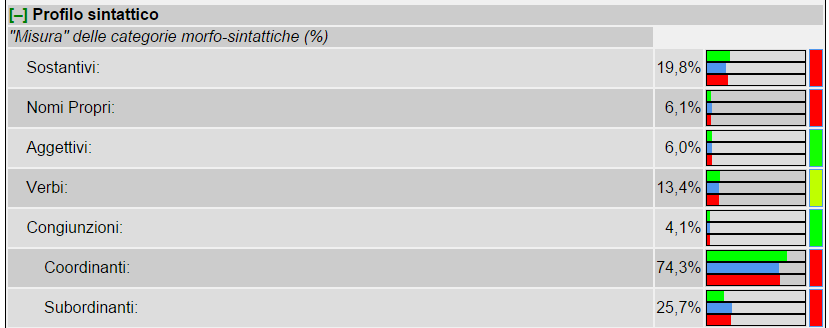 [–] Profilo sintattico
"Misura" delle categorie morfo-sintattiche (%)
Sostantivi: 19,8%
Nomi Propri: 6,1%
Aggettivi: 6,0%
Verbi: 13,4%
Congiunzioni: 4,1%
Coordinanti: 74,3%
Subordinanti: 25,7%